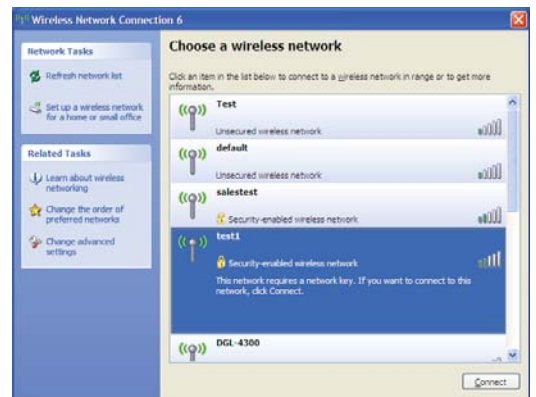 Wireless Network Connection 6
Network Tasks
Refresh network list
Set up a wireless network
for a home or small office
Related Tasks
Learn about wireless
networking
Change the order of
preferred networks
Change advanced
settings
Choose a wireless network
Click an item in the list below to connect to a wireless network in range or to get more
information.
Test
Unsecured wireless network
default
Unsecured wireless network
salestest
Security-enabled wireless network
test1
Security-enabled wireless network
This network requires a network key. If you want to connect to this
network, click Connect.
DGL-4300
Connect